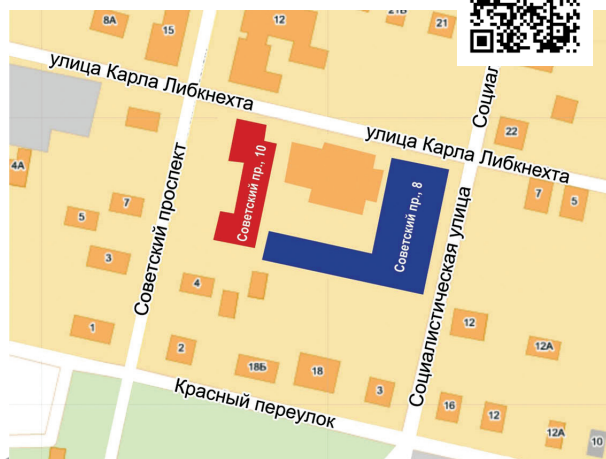 8А
15
12
21Б
21
улица Карла Либкнехта
Социал
улица Карла Либкнехта
22
4А
Советский проспект
Советский пр., 10
Советский пр., 8
7
5
5
7
3
4
Социалистическая улица
1
2
18Б
18
3
12
12А
16
12
12А
10
Красный переулок